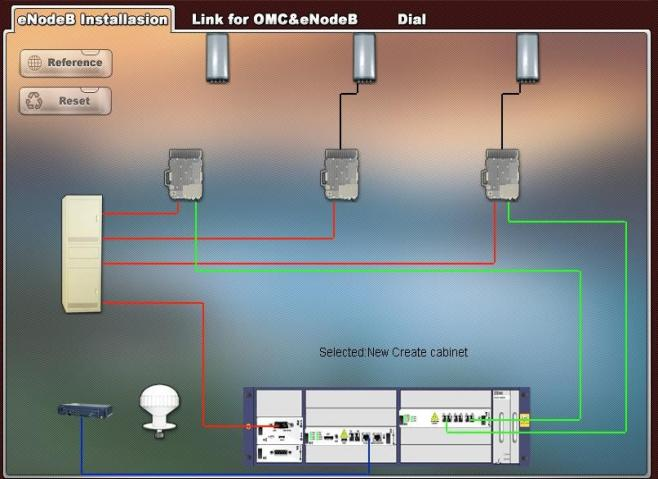 eNodeB Installasion
Link for OMC&eNodeB
Dial
Reference
Reset
Selected:New Create cabinet